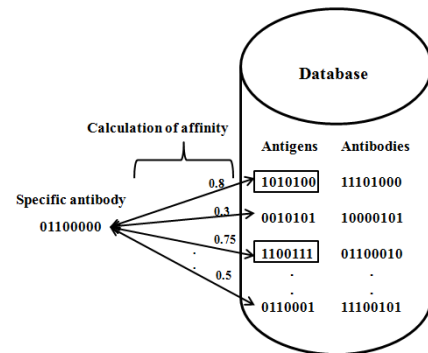 Database
Calculation of affinity
Antigens Antibodies
0.8 1010100 11101000
Specific antibody
0.3 0010101 10000101
01100000
0.75 1100111 01100010
. . .
. 0.5 . .
0110001 11100101